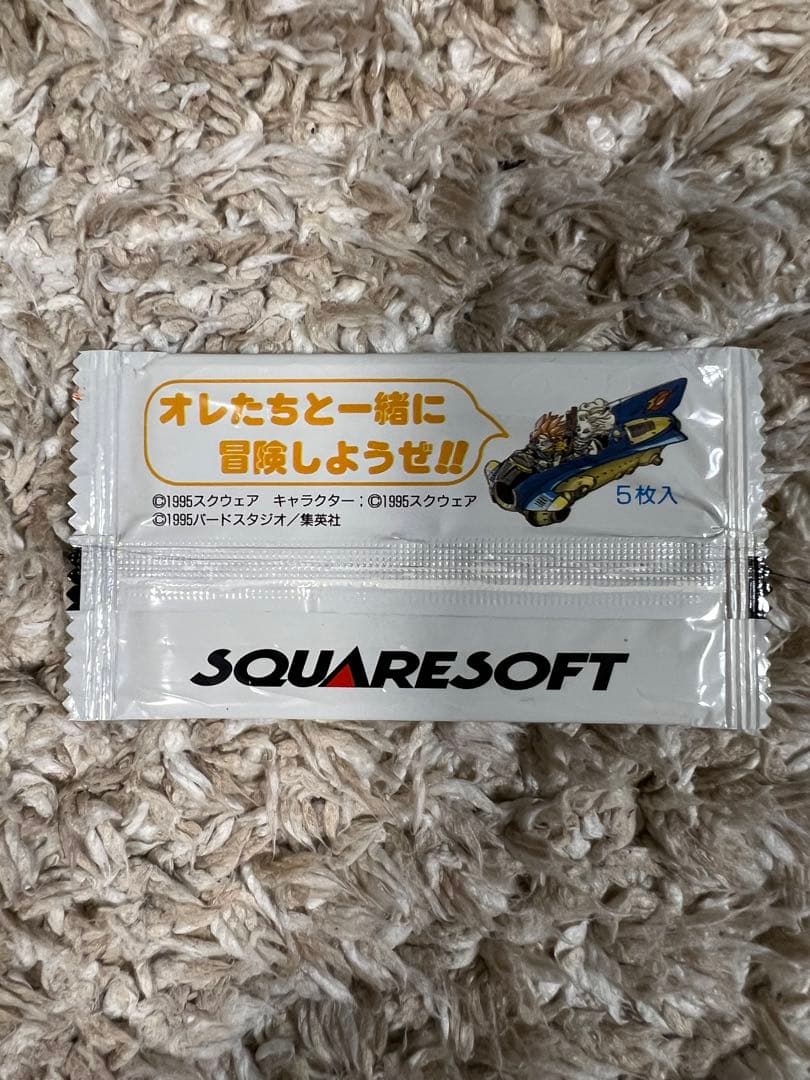 オレたちと一緒に
冒険しようぜ!!
©1995スクウェア キャラクター；©1995スクウェア
©1995バードスタジオ／集英社
5枚入
SQUARESOFT